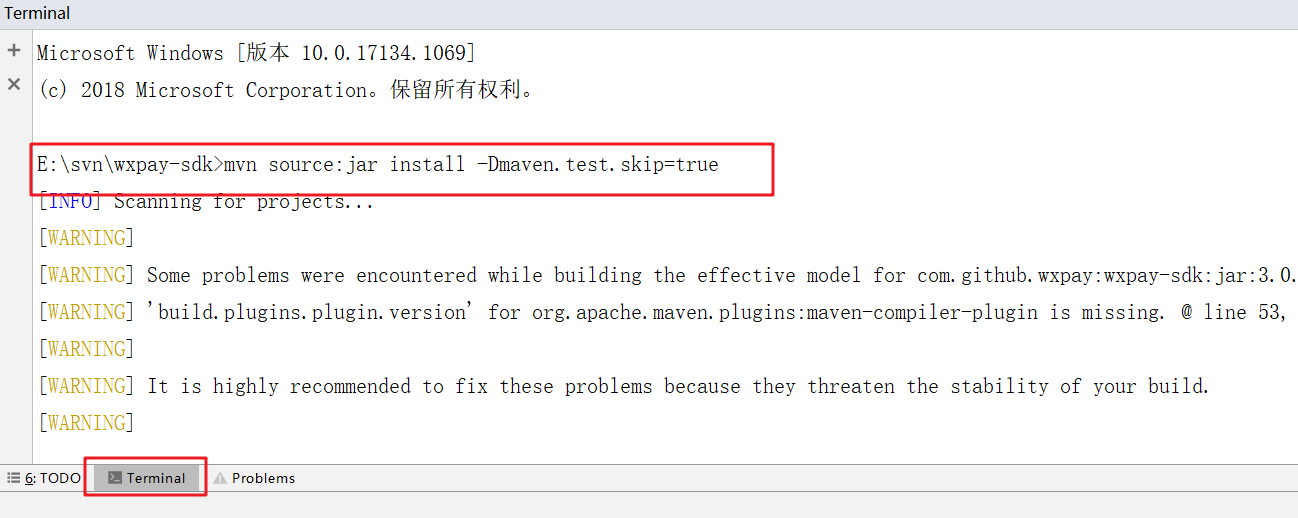 Terminal
Microsoft Windows [版本 10.0.17134.1069]
(c) 2018 Microsoft Corporation。保留所有权利。
E:\svn\wxpay-sdk>mvn source:jar install -Dmaven.test.skip=true
[INFO] Scanning for projects...
[WARNING]
[WARNING] Some problems were encountered while building the effective model for com.github.wxpay:wxpay-sdk:jar:3.0.
[WARNING] 'build.plugins.plugin.version' for org.apache.maven.plugins:maven-compiler-plugin is missing. @ line 53,
[WARNING]
[WARNING] It is highly recommended to fix these problems because they threaten the stability of your build.
[WARNING]
6: TODO Terminal Problems